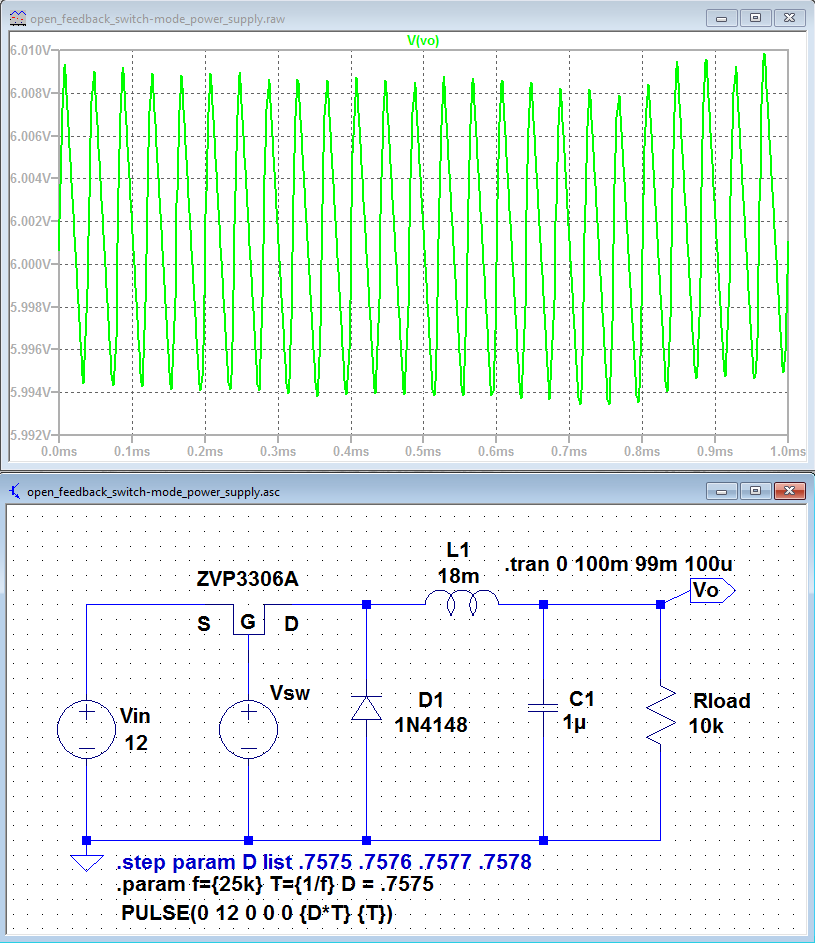 open_feedback_switch-mode_power_supply.raw
V(vo)
6.010V
6.008V
6.006V
6.004V
6.002V
6.000V
5.998V
5.996V
5.994V
5.992V
0.0ms 0.1ms 0.2ms 0.3ms 0.4ms 0.5ms 0.6ms 0.7ms 0.8ms 0.9ms 1.0ms
open_feedback_switch-mode_power_supply.asc
L1
18m
.tran 0 100m 99m 100u
ZVP3306A
Vo
S G D
Vsw
Vin
12
D1
1N4148
C1
1µ
Rload
10k
.step param D list .7575 .7576 .7577 .7578
.param f={25k} T={1/f} D = .7575
PULSE(0 12 0 0 0 {D*T} {T})